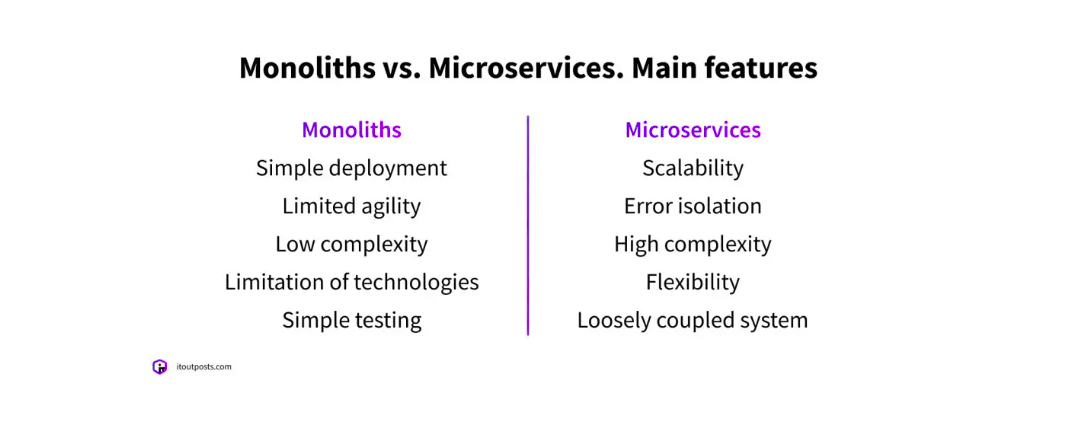 Monoliths vs. Microservices. Main features
Monoliths
Simple deployment
Limited agility
Low complexity
Limitation of technologies
Simple testing
Microservices
Scalability
Error isolation
High complexity
Flexibility
Loosely coupled system
itoutposts.com